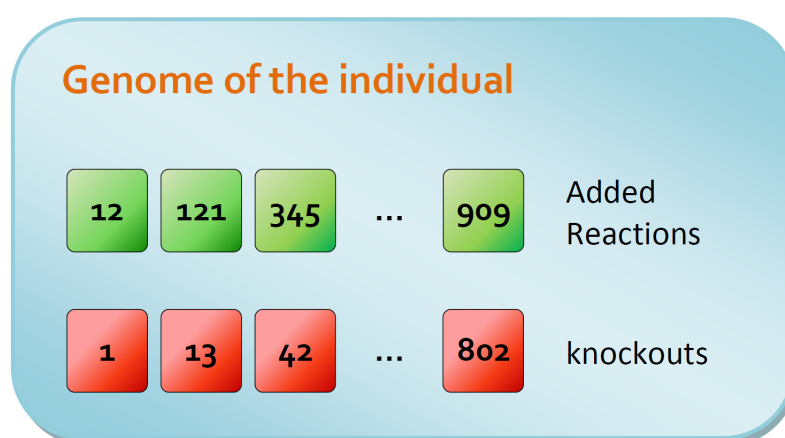 Genome of the individual
12 121 345 ... 909 Added
Reactions
1 13 42 ... 802 knockouts